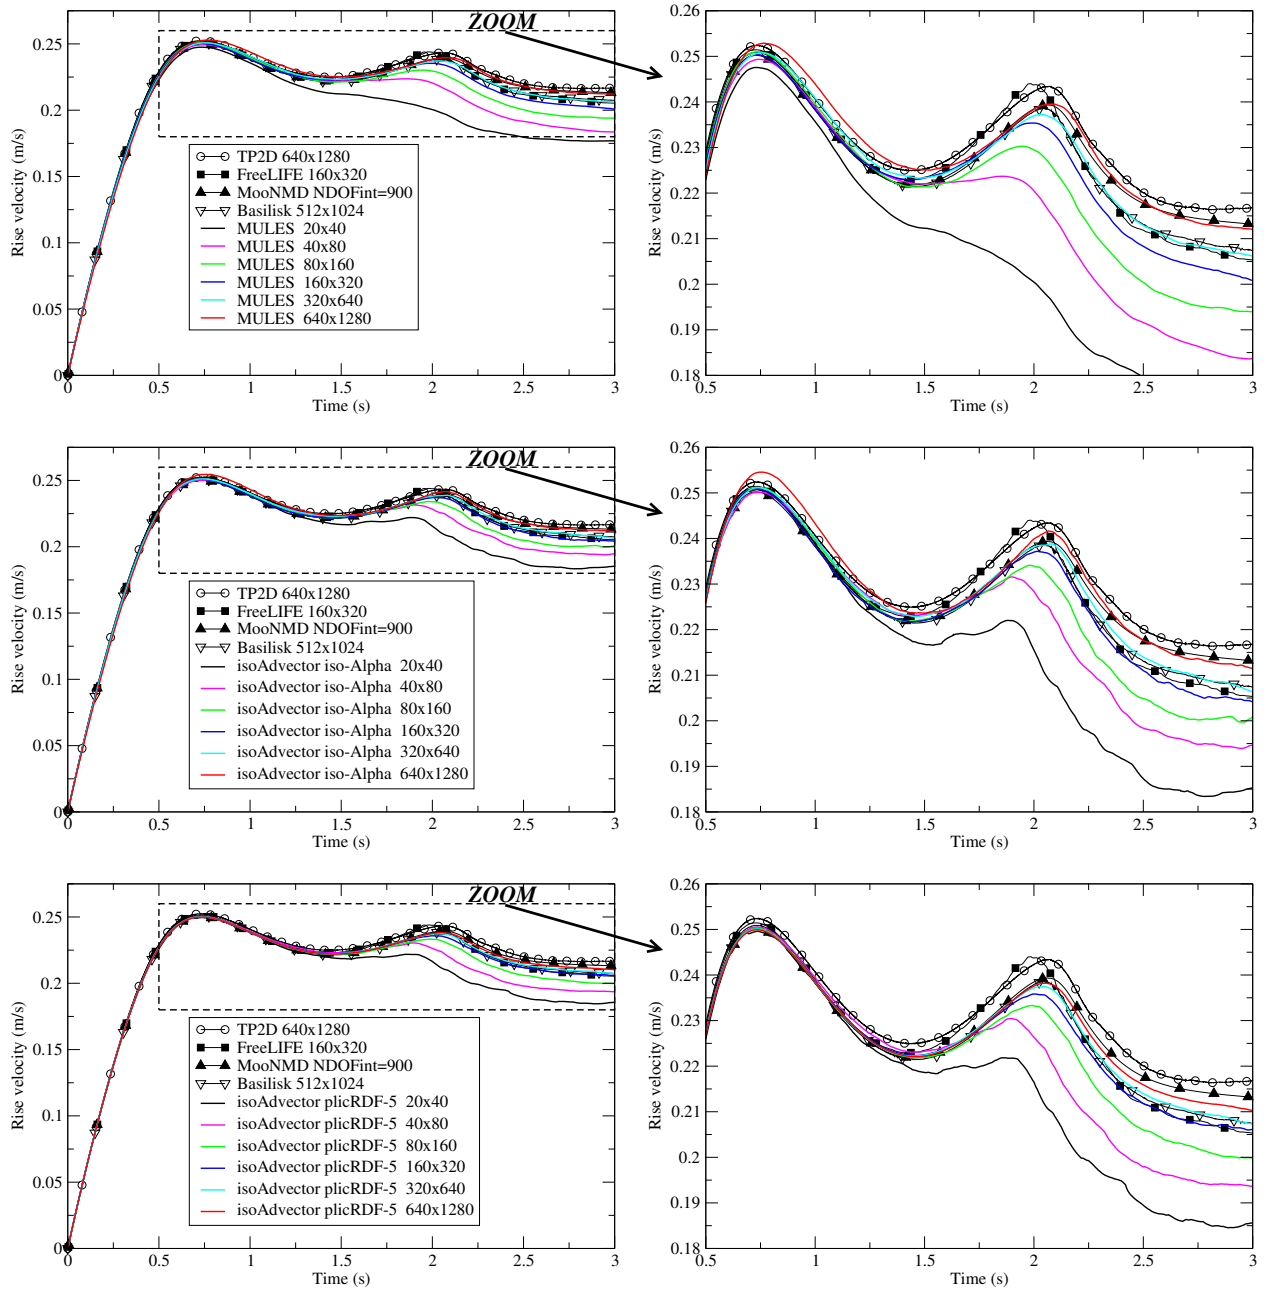 ZOOM
0.25
0.2
0.15
0.1
0.05
0
Rise velocity (m/s)
TP2D 640x1280
FreeLIFE 160x320
MooNMD NDOFint=900
Basilisk 512x1024
MULES 20x40
MULES 40x80
MULES 80x160
MULES 160x320
MULES 320x640
MULES 640x1280
0 0.5 1 1.5 2 2.5 3
Time (s)
0.26
0.25
0.24
0.23
0.22
0.21
0.2
0.19
0.18
Rise velocity (m/s)
0.5 1 1.5 2 2.5 3
Time (s)
ZOOM
0.25
0.2
0.15
0.1
0.05
0
Rise velocity (m/s)
TP2D 640x1280
FreeLIFE 160x320
MooNMD NDOFint=900
Basilisk 512x1024
isoAdvector iso-Alpha 20x40
isoAdvector iso-Alpha 40x80
isoAdvector iso-Alpha 80x160
isoAdvector iso-Alpha 160x320
isoAdvector iso-Alpha 320x640
isoAdvector iso-Alpha 640x1280
0 0.5 1 1.5 2 2.5 3
Time (s)
0.26
0.25
0.24
0.23
0.22
0.21
0.2
0.19
0.18
Rise velocity (m/s)
0.5 1 1.5 2 2.5 3
Time (s)
ZOOM
0.25
0.2
0.15
0.1
0.05
0
Rise velocity (m/s)
TP2D 640x1280
FreeLIFE 160x320
MooNMD NDOFint=900
Basilisk 512x1024
isoAdvector plicRDF-5 20x40
isoAdvector plicRDF-5 40x80
isoAdvector plicRDF-5 80x160
isoAdvector plicRDF-5 160x320
isoAdvector plicRDF-5 320x640
isoAdvector plicRDF-5 640x1280
0 0.5 1 1.5 2 2.5 3
Time (s)
0.26
0.25
0.24
0.23
0.22
0.21
0.2
0.19
0.18
Rise velocity (m/s)
0.5 1 1.5 2 2.5 3
Time (s)